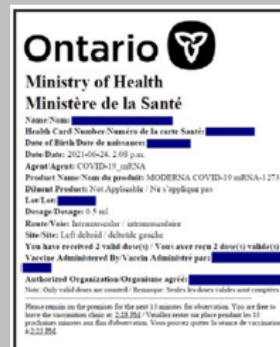 Ontario
Ministry of Health
Ministère de la Santé
Name/Nom:
Health Card Number/Numéro de la carte Santé:
Date of Birth/Date de naissance:
Date/Date: 2021-06-24, 2:08 p.m.
Agent/Agent: COVID-19_mRNA
Product Name/Nom du produit: MODERNA COVID-19 mRNA-1273
Diluent Product: Not Applicable / Ne s'applique pas
Lot/Lot:
Dosage/Dosage: 0.5 ml
Route/Voie: Intramuscular / intramusculaire
Site/Site: Left deltoid / deltoïde gauche
You have received 2 valid dose(s) / Vous avez reçu 2 dose(s) valide(s)
Vaccine Administered By/Vaccin Administré par:
Authorized Organization/Organisme agréé:
Note: Only valid doses are counted / Remarque: Seules les doses valides sont comptées
Please remain on the premises for the next 15 minutes for observation. You are free to
leave the vaccination clinic at 2:23 PM / Veuillez rester sur place pendant les 15
prochaines minutes aux fins d'observation. Vous pouvez quitter le séance de vaccination
à 2:23 PM.